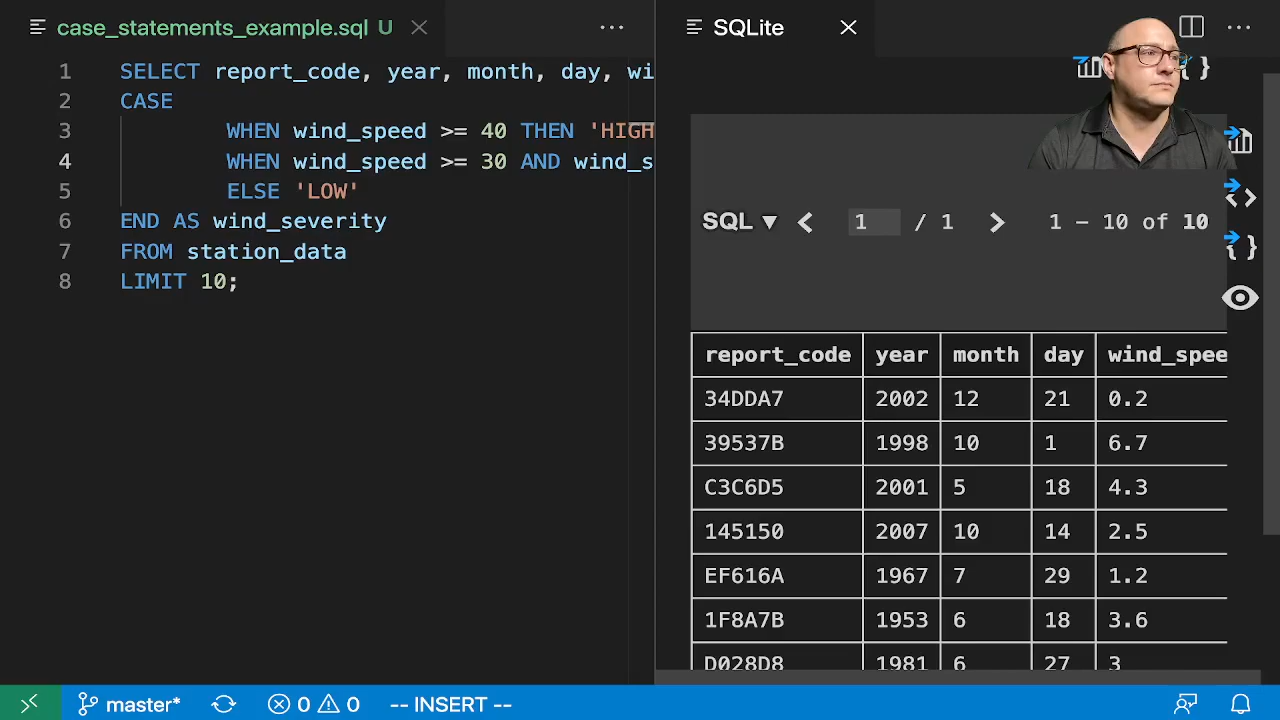 case_statements_example.sql U
1 SELECT report_code, year, month, day, wi
2 CASE
3 WHEN wind_speed >= 40 THEN 'HIGH
4 WHEN wind_speed >= 30 AND wind_s
5 ELSE 'LOW'
6 END AS wind_severity
7 FROM station_data
8 LIMIT 10;
SQLite
SQL ▼ < 1 / 1 > 1 – 10 of 10
report_code year month day wind_spee
34DDA7 2002 12 21 0.2
39537B 1998 10 1 6.7
C3C6D5 2001 5 18 4.3
145150 2007 10 14 2.5
EF616A 1967 7 29 1.2
1F8A7B 1953 6 18 3.6
D028D8 1981 6 27 3
master* 0 0 -- INSERT --